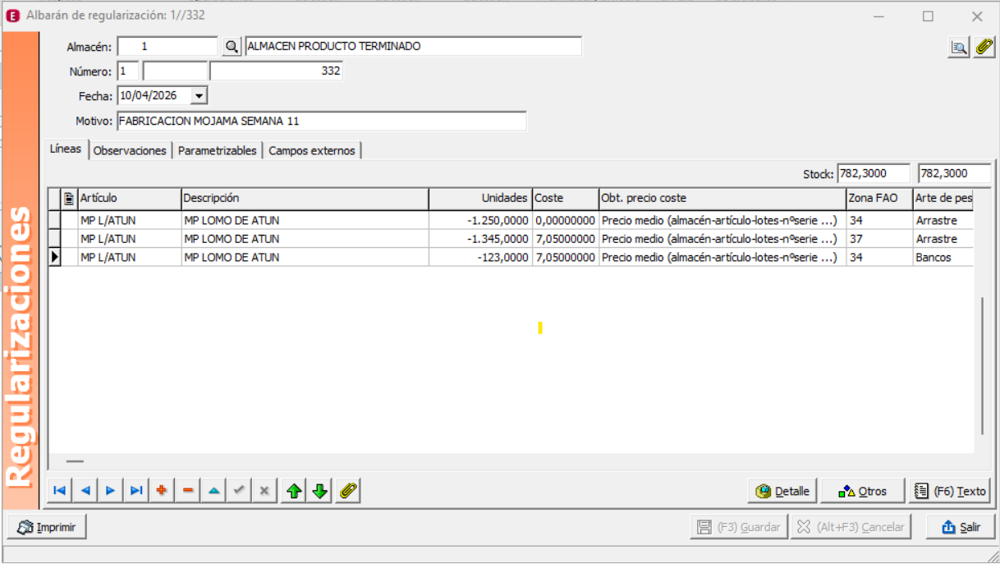 E Albarán de regularización: 1//332
Almacén: 1 ALMACEN PRODUCTO TERMINADO
Número: 1 332
Fecha: 10/04/2026
Motivo: FABRICACION MOJAMA SEMANA 11
Líneas Observaciones Parametrizables Campos externos
Stock: 782,3000 782,3000
Artículo Descripción Unidades Coste Obt. precio coste Zona FAO Arte de pes
MP L/ATUN MP LOMO DE ATUN -1.250,0000 0,00000000 Precio medio (almacén-artículo-lotes-nºserie ...) 34 Arrastre
MP L/ATUN MP LOMO DE ATUN -1.345,0000 7,05000000 Precio medio (almacén-artículo-lotes-nºserie ...) 37 Arrastre
MP L/ATUN MP LOMO DE ATUN -123,0000 7,05000000 Precio medio (almacén-artículo-lotes-nºserie ...) 34 Bancos
Regularizaciones
Detalle Otros (F6) Texto
Imprimir (F3) Guardar (Alt+F3) Cancelar Salir